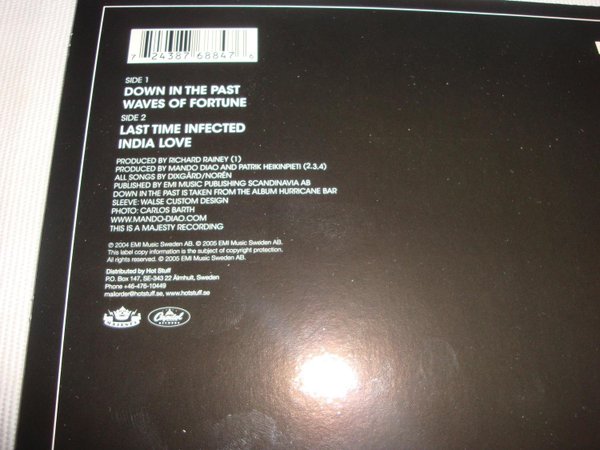 7 24387 68847 6
SIDE 1
DOWN IN THE PAST
WAVES OF FORTUNE
SIDE 2
LAST TIME INFECTED
INDIA LOVE
PRODUCED BY RICHARD RAINEY (1)
PRODUCED BY MANDO DIAO AND PATRIK HEIKINPIETI (2.3.4)
ALL SONGS BY DIXGÅRD/NORÉN
PUBLISHED BY EMI MUSIC PUBLISHING SCANDINAVIA AB
DOWN IN THE PAST IS TAKEN FROM THE ALBUM HURRICANE BAR
SLEEVE: WALSE CUSTOM DESIGN
PHOTO: CARLOS BARTH
WWW.MANDO-DIAO.COM
THIS IS A MAJESTY RECORDING
℗ 2004 EMI Music Sweden AB. © 2005 EMI Music Sweden AB.
This label copy information is the subject of copyright protection.
All rights reserved. © 2005 EMI Music Sweden AB
Distributed by Hot Stuff
P.O. Box 147, SE-343 22 Älmhult, Sweden
Phone +46-476-10449
mailorder@hotstuff.se, www.hotstuff.se
MAJESTY
Capitol
RECORDS